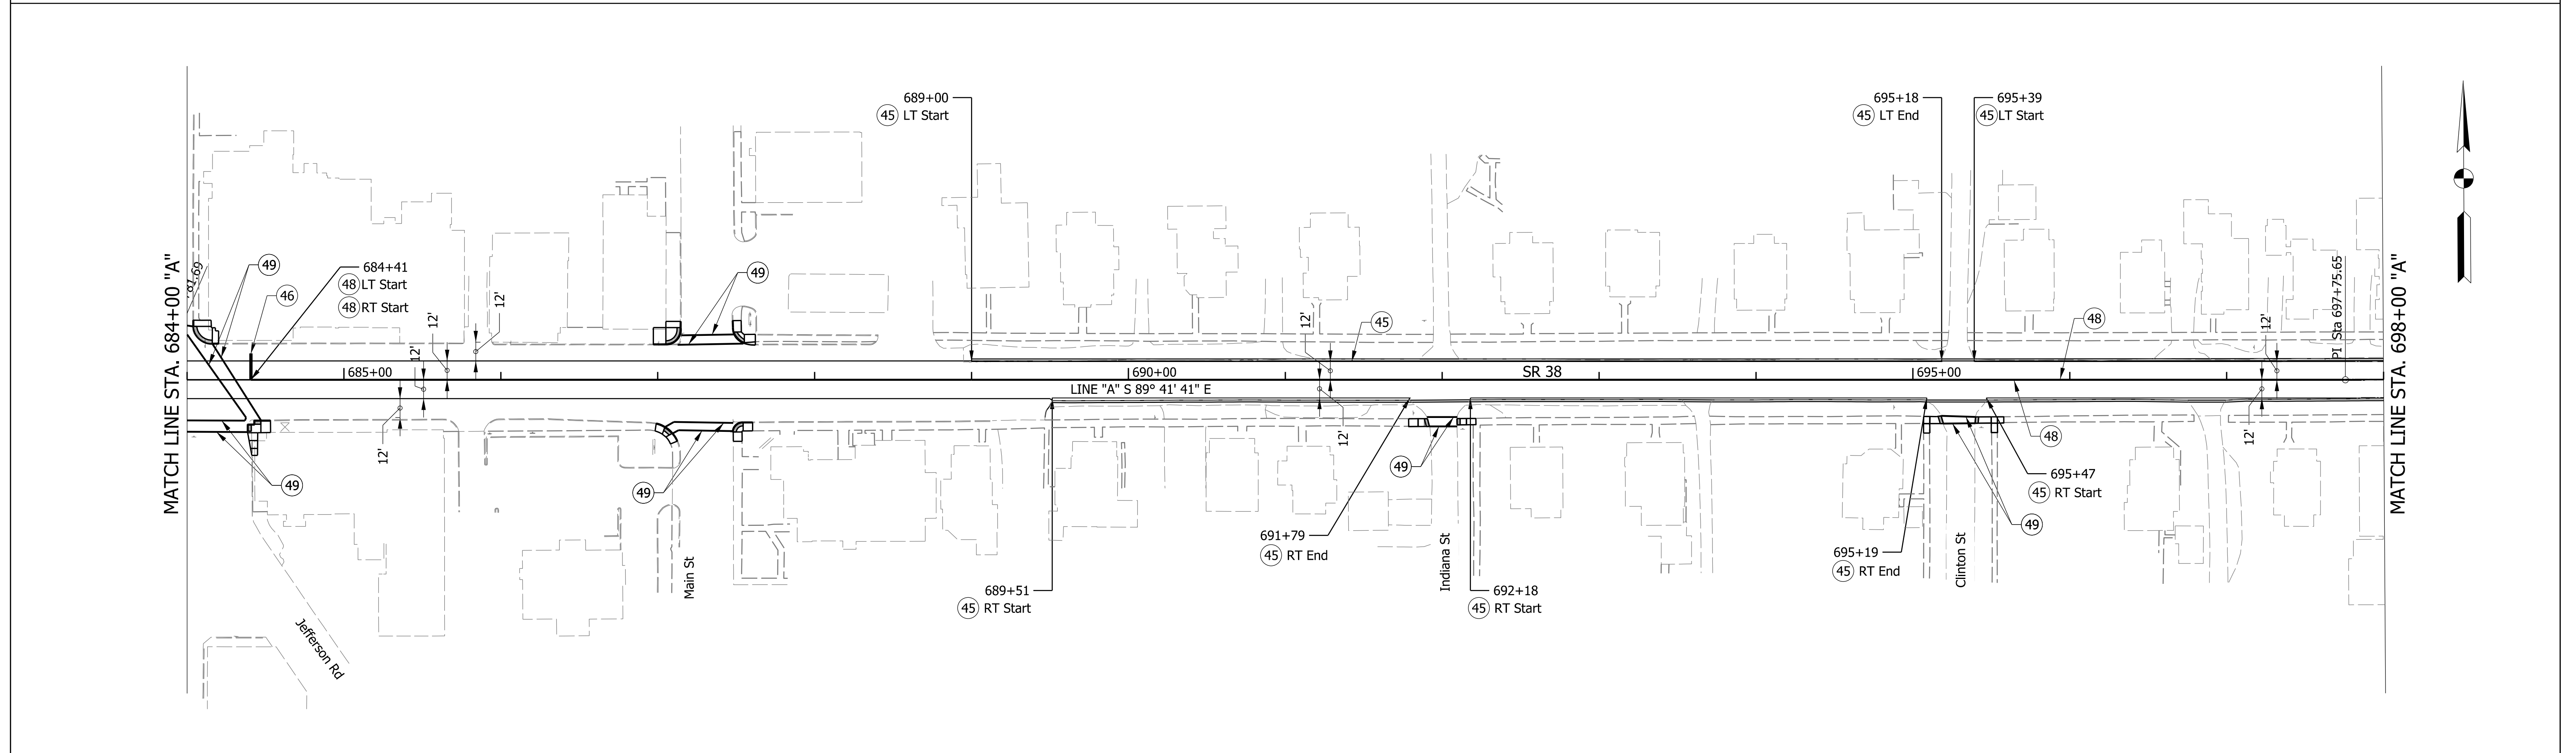 689+00
45 LT Start
695+18
45 LT End
695+39
45 LT Start
MATCH LINE STA. 684+00 "A"
49
46
684+41
48 LT Start
48 RT Start
12'
12'
12'
12'
49
12'
45
48
12'
PI Sta 697+75.65
MATCH LINE STA. 698+00 "A"
685+00
690+00
SR 38
695+00
LINE "A" S 89° 41' 41" E
12'
12'
48
49
49
49
695+47
45 RT Start
49
691+79
45 RT End
695+19
45 RT End
689+51
45 RT Start
692+18
45 RT Start
Main St
Indiana St
Clinton St
Jefferson Rd